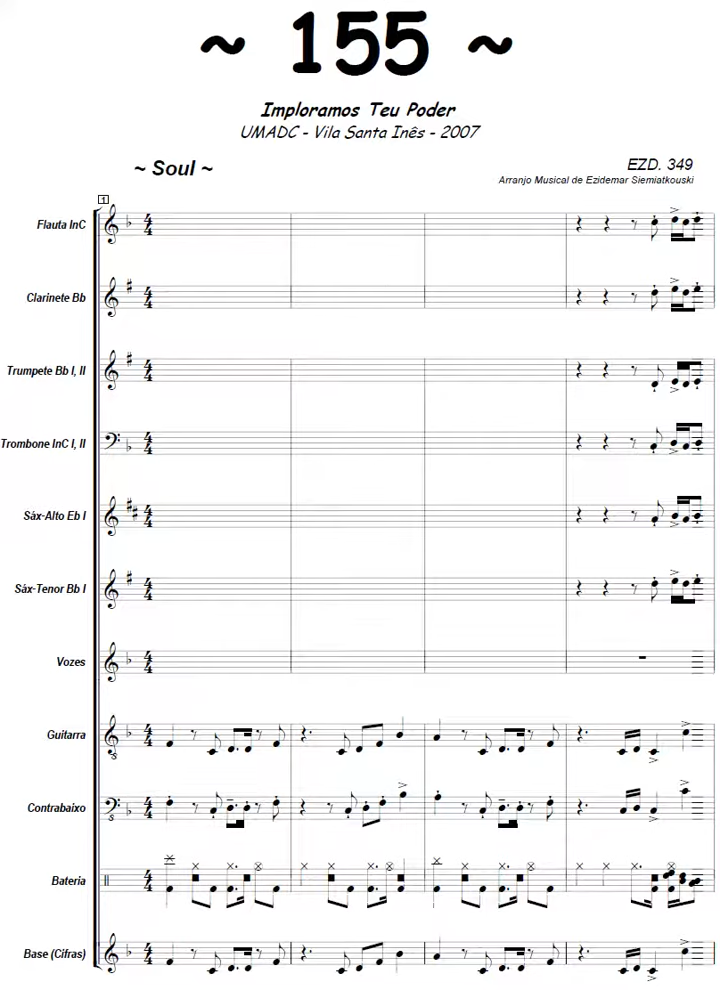 ~ 155 ~
Imploramos Teu Poder
UMADC - Vila Santa Inês - 2007
~ Soul ~
EZD. 349
Arranjo Musical de Ezidemar Siemiatkouski
1
Flauta InC
Clarinete Bb
Trumpete Bb I, II
Trombone InC I, II
Sáx-Alto Eb I
Sáx-Tenor Bb I
Vozes
Guitarra
Contrabaixo
Bateria
Base (Cifras)